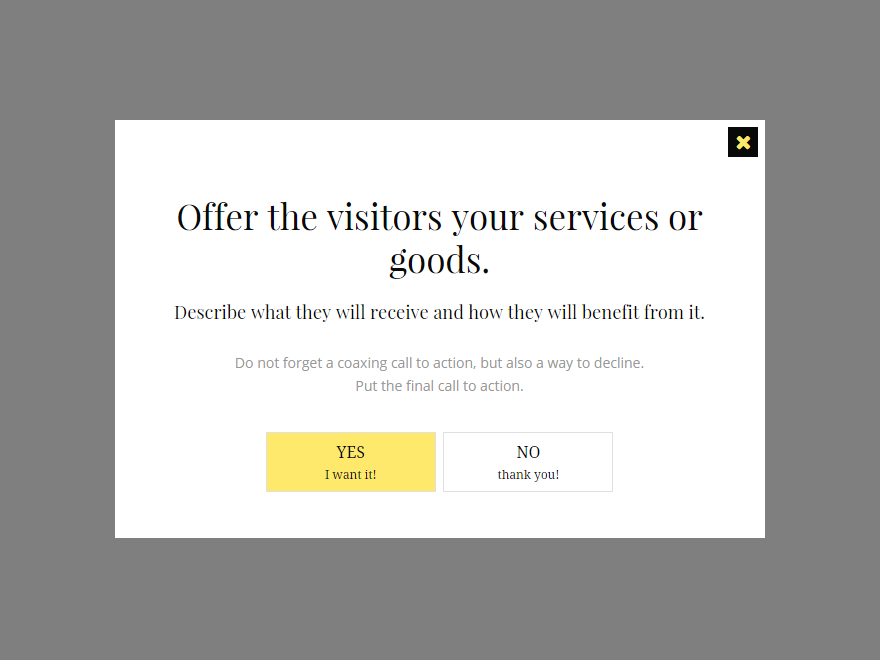 Offer the visitors your services or
goods.
Describe what they will receive and how they will benefit from it.
Do not forget a coaxing call to action, but also a way to decline.
Put the final call to action.
YES
I want it!
NO
thank you!